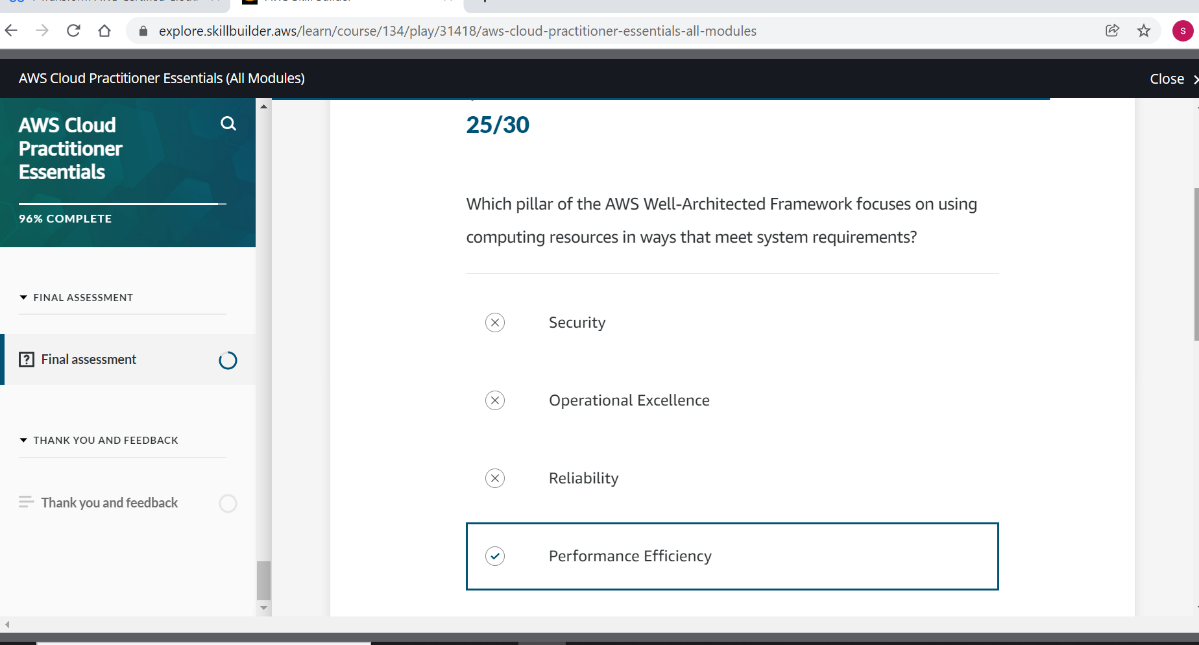 explore.skillbuilder.aws/learn/course/134/play/31418/aws-cloud-practitioner-essentials-all-modules
S
AWS Cloud Practitioner Essentials (All Modules)
Close
AWS Cloud
Practitioner
Essentials
96% COMPLETE
FINAL ASSESSMENT
Final assessment
THANK YOU AND FEEDBACK
Thank you and feedback
25/30
Which pillar of the AWS Well-Architected Framework focuses on using
computing resources in ways that meet system requirements?
Security
Operational Excellence
Reliability
Performance Efficiency